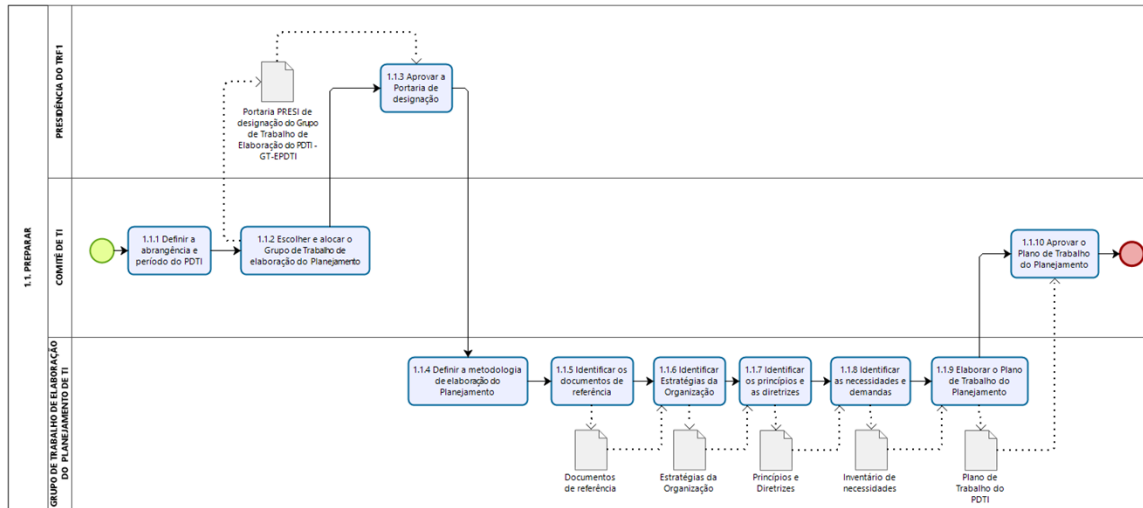 1.1. PREPARAR
PRESIDÊNCIA DO TRF1
Portaria PRESI de
designação do Grupo
de Trabalho de
Elaboração do PDTI -
GT-EPDTI
1.1.3 Aprovar a
Portaria de
designação
COMITÊ DE TI
1.1.1 Definir a
abrangência e
período do PDTI
1.1.2 Escolher e alocar o
Grupo de Trabalho de
elaboração do Planejamento
1.1.10 Aprovar o
Plano de Trabalho
do Planejamento
GRUPO DE TRABALHO DE ELABORAÇÃO
DO PLANEJAMENTO DE TI
1.1.4 Definir a metodologia
de elaboração do
Planejamento
1.1.5 Identificar os
documentos de
referência
1.1.6 Identificar
Estratégias da
Organização
1.1.7 Identificar
os princípios e
as diretrizes
1.1.8 Identificar
as necessidades e
demandas
1.1.9 Elaborar o Plano
de Trabalho do
Planejamento
Documentos
de referência
Estratégias da
Organização
Princípios e
Diretrizes
Inventário de
necessidades
Plano de
Trabalho do
PDTI